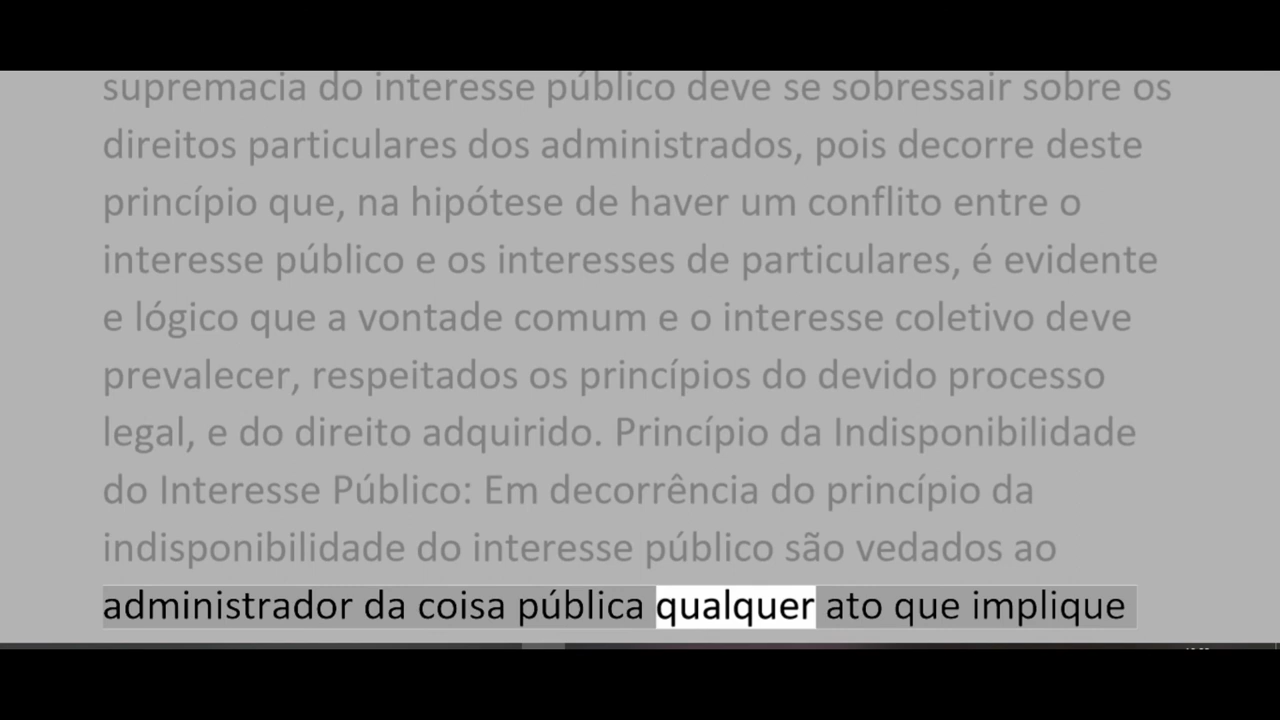 supremacia do interesse público deve se sobressair sobre os
direitos particulares dos administrados, pois decorre deste
princípio que, na hipótese de haver um conflito entre o
interesse público e os interesses de particulares, é evidente
e lógico que a vontade comum e o interesse coletivo deve
prevalecer, respeitados os princípios do devido processo
legal, e do direito adquirido. Princípio da Indisponibilidade
do Interesse Público: Em decorrência do princípio da
indisponibilidade do interesse público são vedados ao
administrador da coisa pública qualquer ato que implique